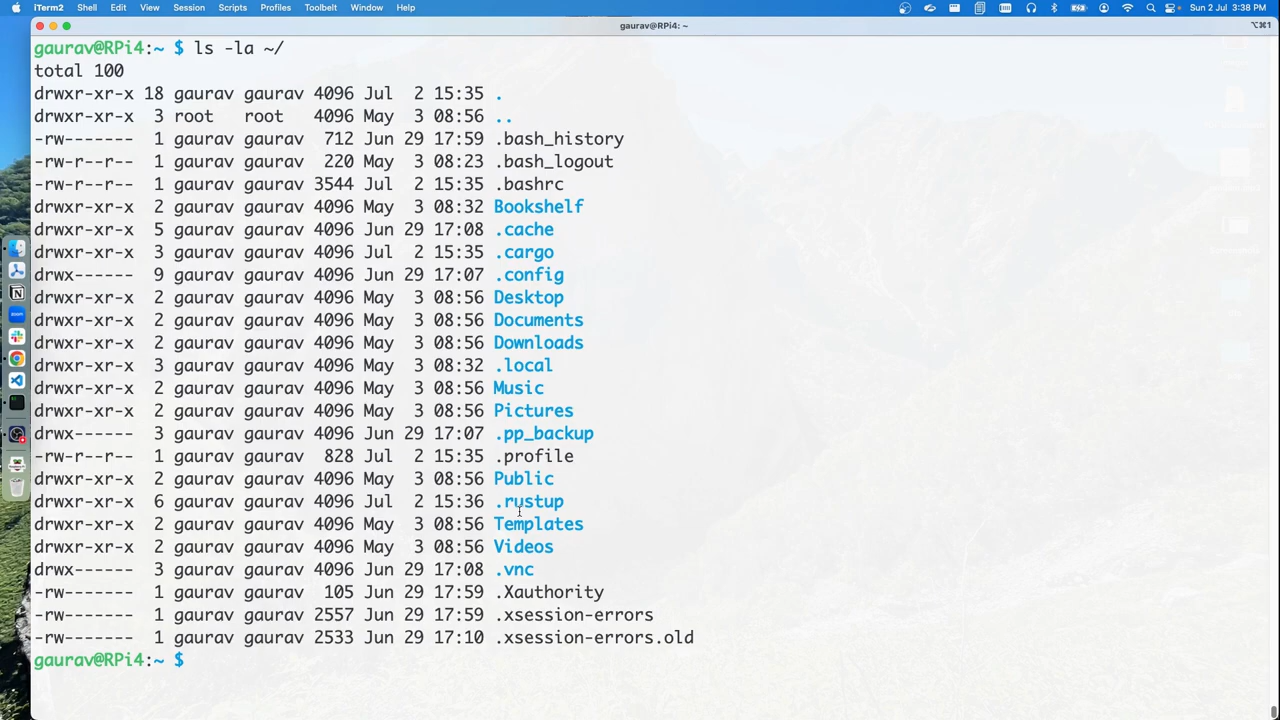 iTerm2 Shell Edit View Session Scripts Profiles Toolbelt Window Help Sun 2 Jul 3:38 PM
gaurav@RPi4: ~ ⌥⌘1
gaurav@RPi4:~ $ ls -la ~/
total 100
drwxr-xr-x 18 gaurav gaurav 4096 Jul  2 15:35 .
drwxr-xr-x  3 root   root   4096 May  3 08:56 ..
-rw-------  1 gaurav gaurav  712 Jun 29 17:59 .bash_history
-rw-r--r--  1 gaurav gaurav  220 May  3 08:23 .bash_logout
-rw-r--r--  1 gaurav gaurav 3544 Jul  2 15:35 .bashrc
drwxr-xr-x  2 gaurav gaurav 4096 May  3 08:32 Bookshelf
drwxr-xr-x  5 gaurav gaurav 4096 Jun 29 17:08 .cache
drwxr-xr-x  3 gaurav gaurav 4096 Jul  2 15:35 .cargo
drwx------  9 gaurav gaurav 4096 Jun 29 17:07 .config
drwxr-xr-x  2 gaurav gaurav 4096 May  3 08:56 Desktop
drwxr-xr-x  2 gaurav gaurav 4096 May  3 08:56 Documents
drwxr-xr-x  2 gaurav gaurav 4096 May  3 08:56 Downloads
drwxr-xr-x  3 gaurav gaurav 4096 May  3 08:32 .local
drwxr-xr-x  2 gaurav gaurav 4096 May  3 08:56 Music
drwxr-xr-x  2 gaurav gaurav 4096 May  3 08:56 Pictures
drwx------  3 gaurav gaurav 4096 Jun 29 17:07 .pp_backup
-rw-r--r--  1 gaurav gaurav  828 Jul  2 15:35 .profile
drwxr-xr-x  2 gaurav gaurav 4096 May  3 08:56 Public
drwxr-xr-x  6 gaurav gaurav 4096 Jul  2 15:36 .rustup
drwxr-xr-x  2 gaurav gaurav 4096 May  3 08:56 Templates
drwxr-xr-x  2 gaurav gaurav 4096 May  3 08:56 Videos
drwx------  3 gaurav gaurav 4096 Jun 29 17:08 .vnc
-rw-------  1 gaurav gaurav  105 Jun 29 17:59 .Xauthority
-rw-------  1 gaurav gaurav 2557 Jun 29 17:59 .xsession-errors
-rw-------  1 gaurav gaurav 2533 Jun 29 17:10 .xsession-errors.old
gaurav@RPi4:~ $